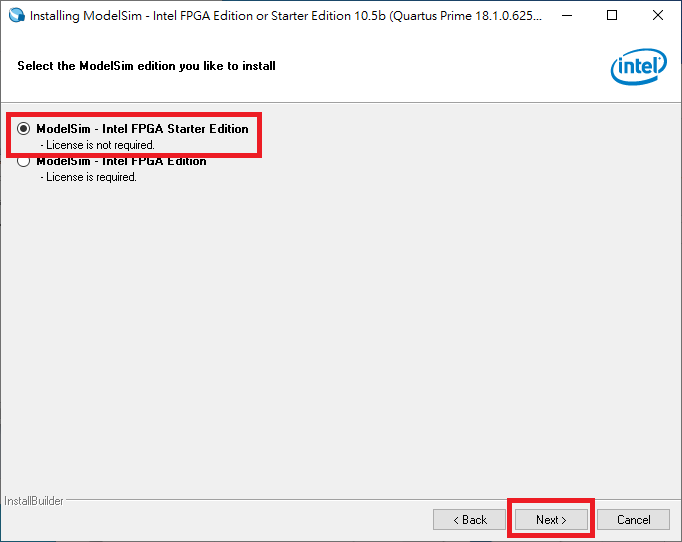 Installing ModelSim - Intel FPGA Edition or Starter Edition 10.5b (Quartus Prime 18.1.0.625...
Select the ModelSim edition you like to install
intel
ModelSim - Intel FPGA Starter Edition
- License is not required.
ModelSim - Intel FPGA Edition
- License is required.
InstallBuilder
< Back
Next >
Cancel